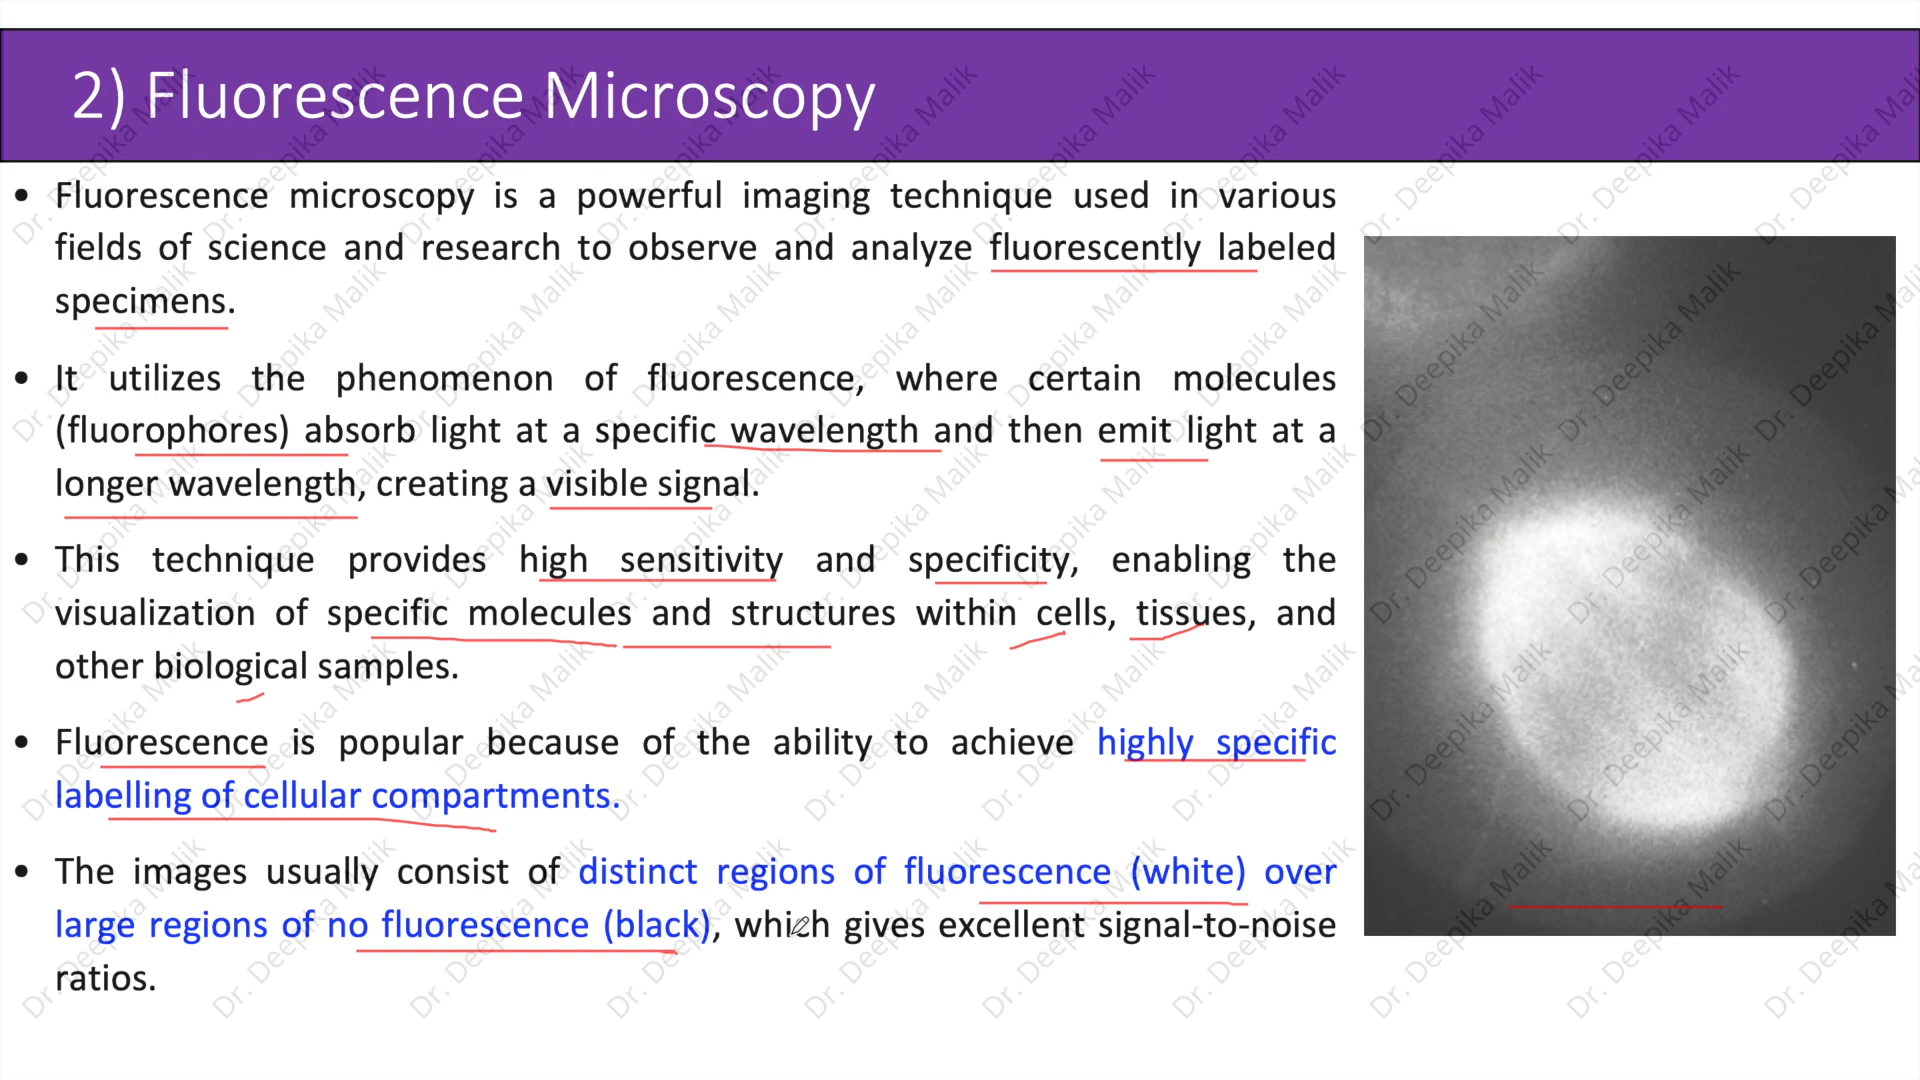 2) Fluorescence Microscopy
• Fluorescence microscopy is a powerful imaging technique used in various
fields of science and research to observe and analyze fluorescently labeled
specimens.
• It utilizes the phenomenon of fluorescence, where certain molecules
(fluorophores) absorb light at a specific wavelength and then emit light at a
longer wavelength, creating a visible signal.
• This technique provides high sensitivity and specificity, enabling the
visualization of specific molecules and structures within cells, tissues, and
other biological samples.
• Fluorescence is popular because of the ability to achieve highly specific
labelling of cellular compartments.
• The images usually consist of distinct regions of fluorescence (white) over
large regions of no fluorescence (black), which gives excellent signal-to-noise
ratios.
Dr. Deepika Malik